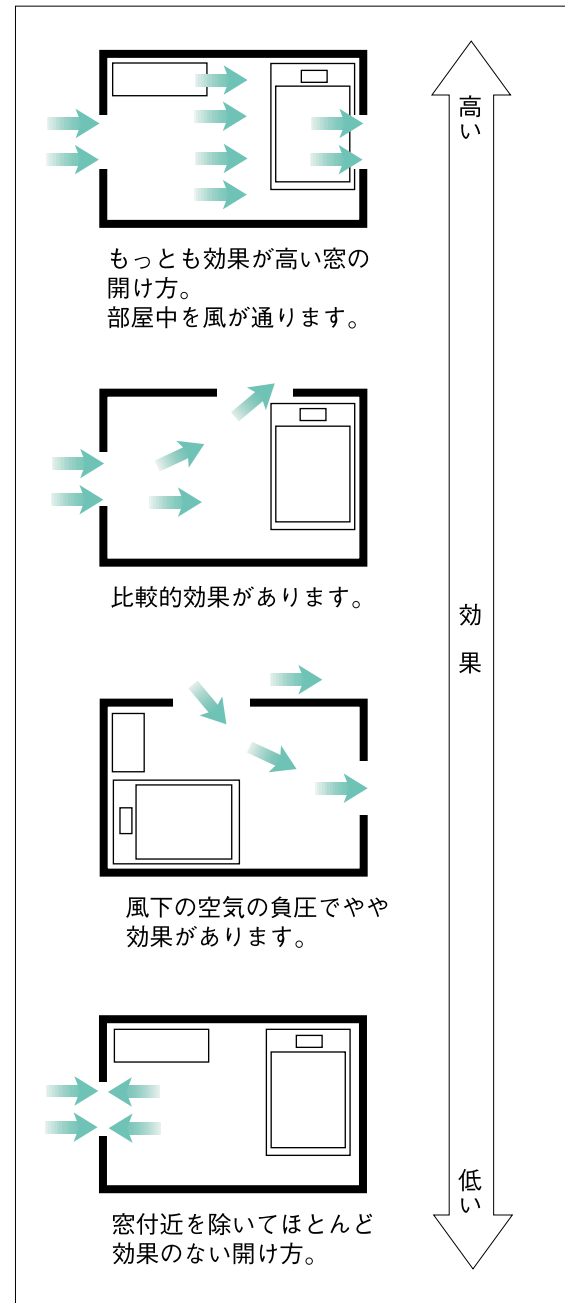 もっとも効果が高い窓の
開け方。
部屋中を風が通ります。
比較的効果があります。
風下の空気の負圧でやや
効果があります。
窓付近を除いてほとんど
効果のない開け方。
高い
効果
低い